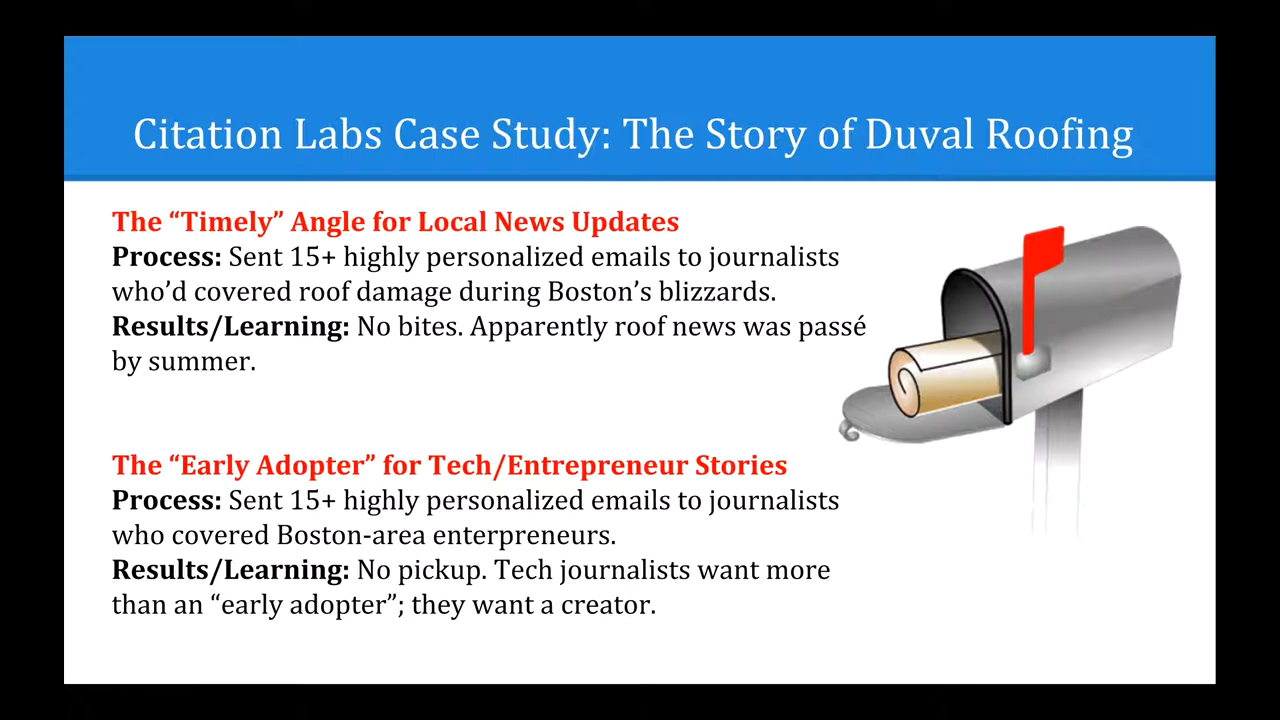 Citation Labs Case Study: The Story of Duval Roofing
The “Timely” Angle for Local News Updates
Process: Sent 15+ highly personalized emails to journalists
who’d covered roof damage during Boston’s blizzards.
Results/Learning: No bites. Apparently roof news was passé
by summer.
The “Early Adopter” for Tech/Entrepreneur Stories
Process: Sent 15+ highly personalized emails to journalists
who covered Boston-area enterpreneurs.
Results/Learning: No pickup. Tech journalists want more
than an “early adopter”; they want a creator.